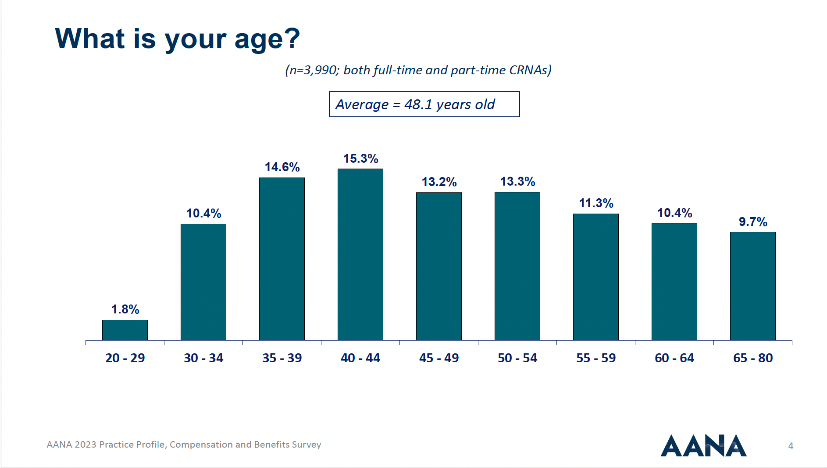 What is your age?
(n=3,990; both full-time and part-time CRNAs)
Average = 48.1 years old
1.8%
10.4%
14.6%
15.3%
13.2%
13.3%
11.3%
10.4%
9.7%
20 - 29
30 - 34
35 - 39
40 - 44
45 - 49
50 - 54
55 - 59
60 - 64
65 - 80
AANA 2023 Practice Profile, Compensation and Benefits Survey
AANA
4